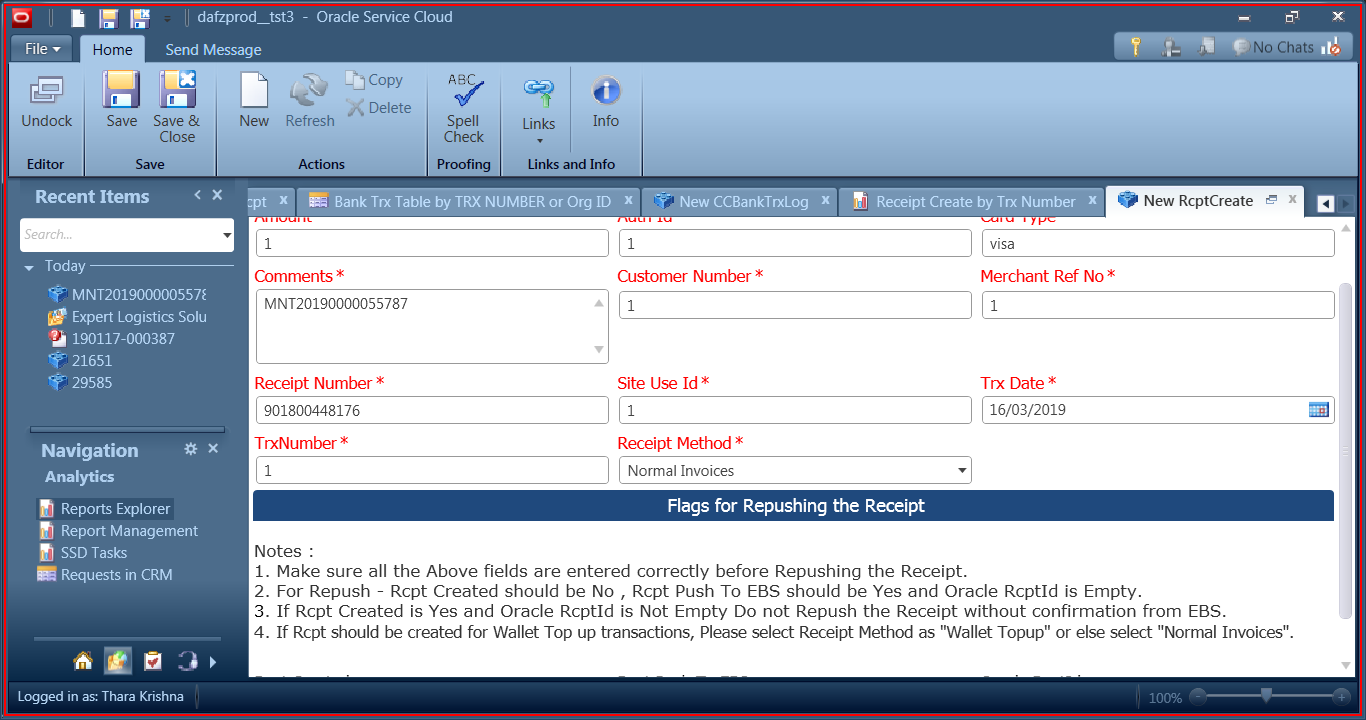 dafzprod__tst3 - Oracle Service Cloud
File Home Send Message No Chats
Undock Save Save & Close New Refresh Copy Delete ABC Spell Check Links Info
Editor Save Actions Proofing Links and Info
Recent Items
cpt Bank Trx Table by TRX NUMBER or Org ID New CCBankTrxLog Receipt Create by Trx Number New RcptCreate
Search...
Today
MNT2019000005578
Expert Logistics Solu
190117-000387
21651
29585
Navigation
Analytics
Reports Explorer
Report Management
SSD Tasks
Requests in CRM
Amount Auth Id Card Type
1 1 visa
Comments * Customer Number * Merchant Ref No *
MNT20190000055787 1 1
Receipt Number * Site Use Id * Trx Date *
901800448176 1 16/03/2019
TrxNumber * Receipt Method *
1 Normal Invoices
Flags for Repushing the Receipt
Notes :
1. Make sure all the Above fields are entered correctly before Repushing the Receipt.
2. For Repush - Rcpt Created should be No , Rcpt Push To EBS should be Yes and Oracle RcptId is Empty.
3. If Rcpt Created is Yes and Oracle RcptId is Not Empty Do not Repush the Receipt without confirmation from EBS.
4. If Rcpt should be created for Wallet Top up transactions, Please select Receipt Method as "Wallet Topup" or else select "Normal Invoices".
Logged in as: Thara Krishna 100%